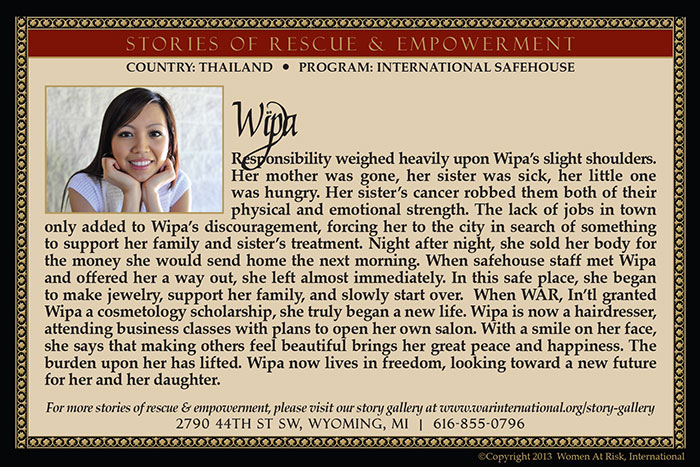 STORIES OF RESCUE & EMPOWERMENT
COUNTRY: THAILAND • PROGRAM: INTERNATIONAL SAFEHOUSE
Wipa
Responsibility weighed heavily upon Wipa's slight shoulders.
Her mother was gone, her sister was sick, her little one
was hungry. Her sister's cancer robbed them both of their
physical and emotional strength. The lack of jobs in town
only added to Wipa's discouragement, forcing her to the city in search of something
to support her family and sister's treatment. Night after night, she sold her body for
the money she would send home the next morning. When safehouse staff met Wipa
and offered her a way out, she left almost immediately. In this safe place, she began
to make jewelry, support her family, and slowly start over. When WAR, In'tl granted
Wipa a cosmetology scholarship, she truly began a new life. Wipa is now a hairdresser,
attending business classes with plans to open her own salon. With a smile on her face,
she says that making others feel beautiful brings her great peace and happiness. The
burden upon her has lifted. Wipa now lives in freedom, looking toward a new future
for her and her daughter.
For more stories of rescue & empowerment, please visit our story gallery at www.warinternational.org/story-gallery
2790 44TH ST SW, WYOMING, MI | 616-855-0796
©Copyright 2013 Women At Risk, International